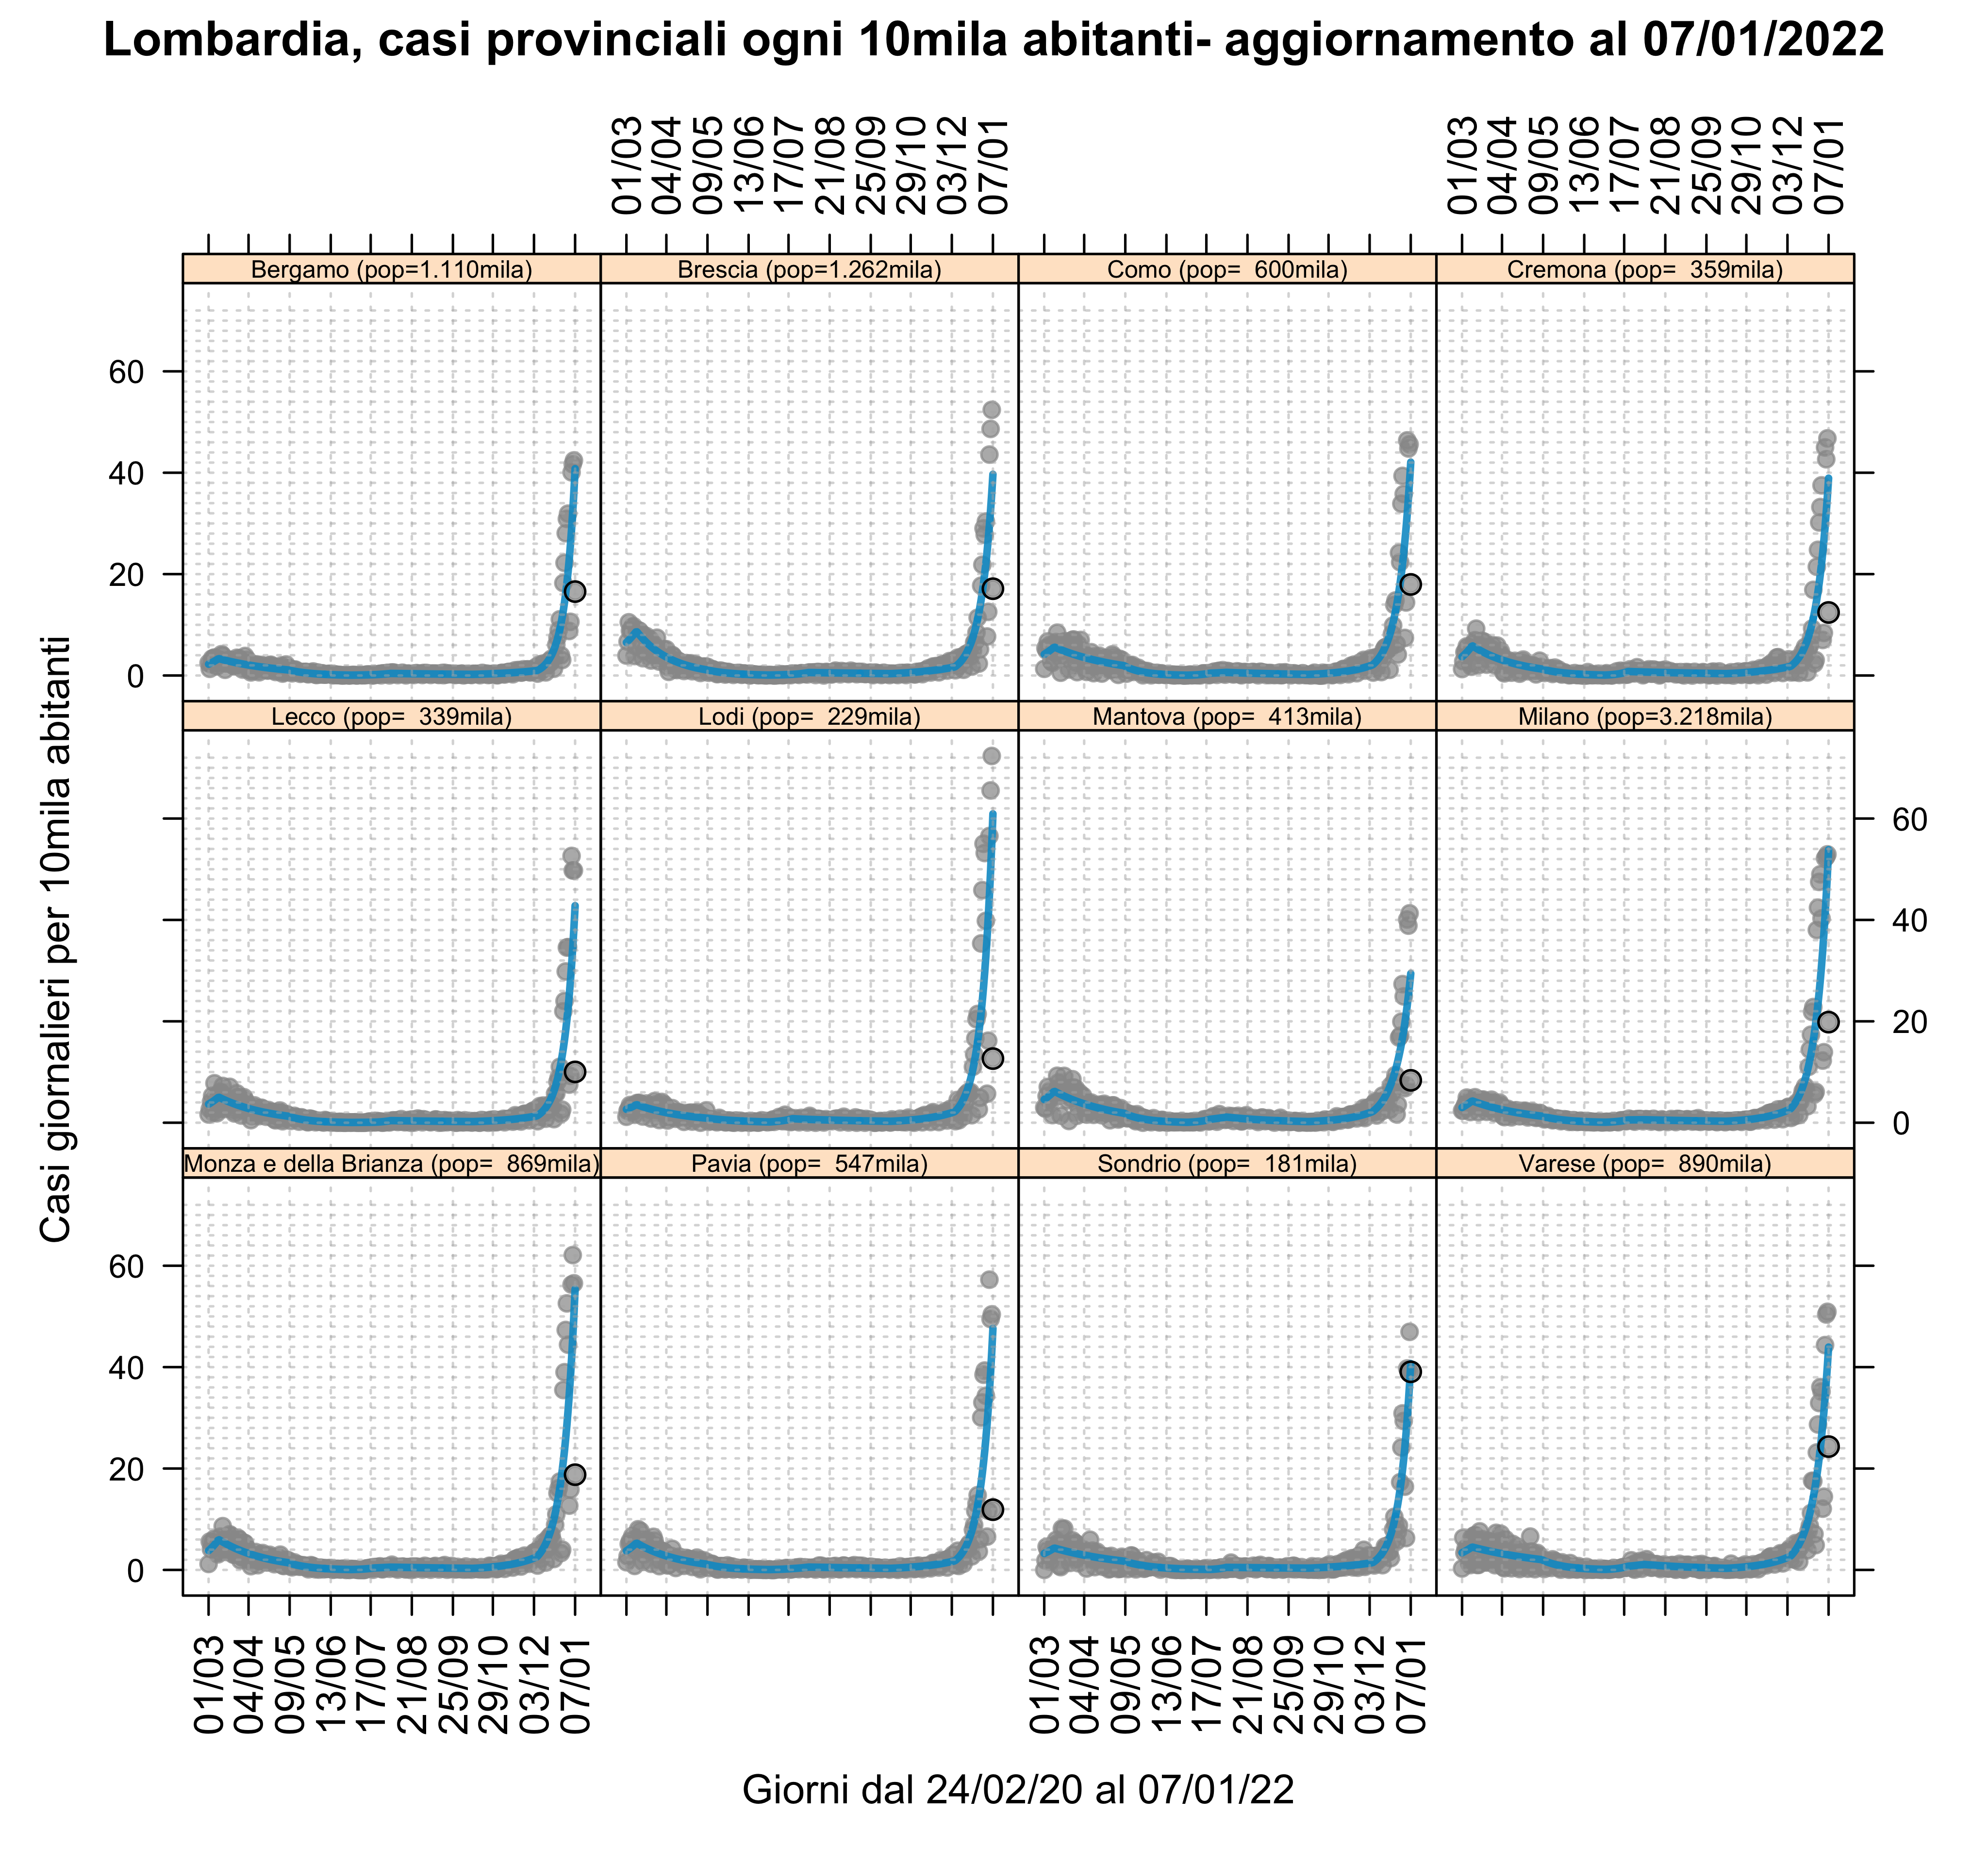 Lombardia, casi provinciali ogni 10mila abitanti- aggiornamento al 07/01/2022
01/03 04/04 09/05 13/06 17/07 21/08 25/09 29/10 03/12 07/01
01/03 04/04 09/05 13/06 17/07 21/08 25/09 29/10 03/12 07/01
Bergamo (pop=1.110mila) Brescia (pop=1.262mila) Como (pop= 600mila) Cremona (pop= 359mila)
60
40
20
0
Lecco (pop= 339mila) Lodi (pop= 229mila) Mantova (pop= 413mila) Milano (pop=3.218mila)
60
40
20
0
Monza e della Brianza (pop= 869mila) Pavia (pop= 547mila) Sondrio (pop= 181mila) Varese (pop= 890mila)
60
40
20
0
Casi giornalieri per 10mila abitanti
01/03 04/04 09/05 13/06 17/07 21/08 25/09 29/10 03/12 07/01
01/03 04/04 09/05 13/06 17/07 21/08 25/09 29/10 03/12 07/01
Giorni dal 24/02/20 al 07/01/22